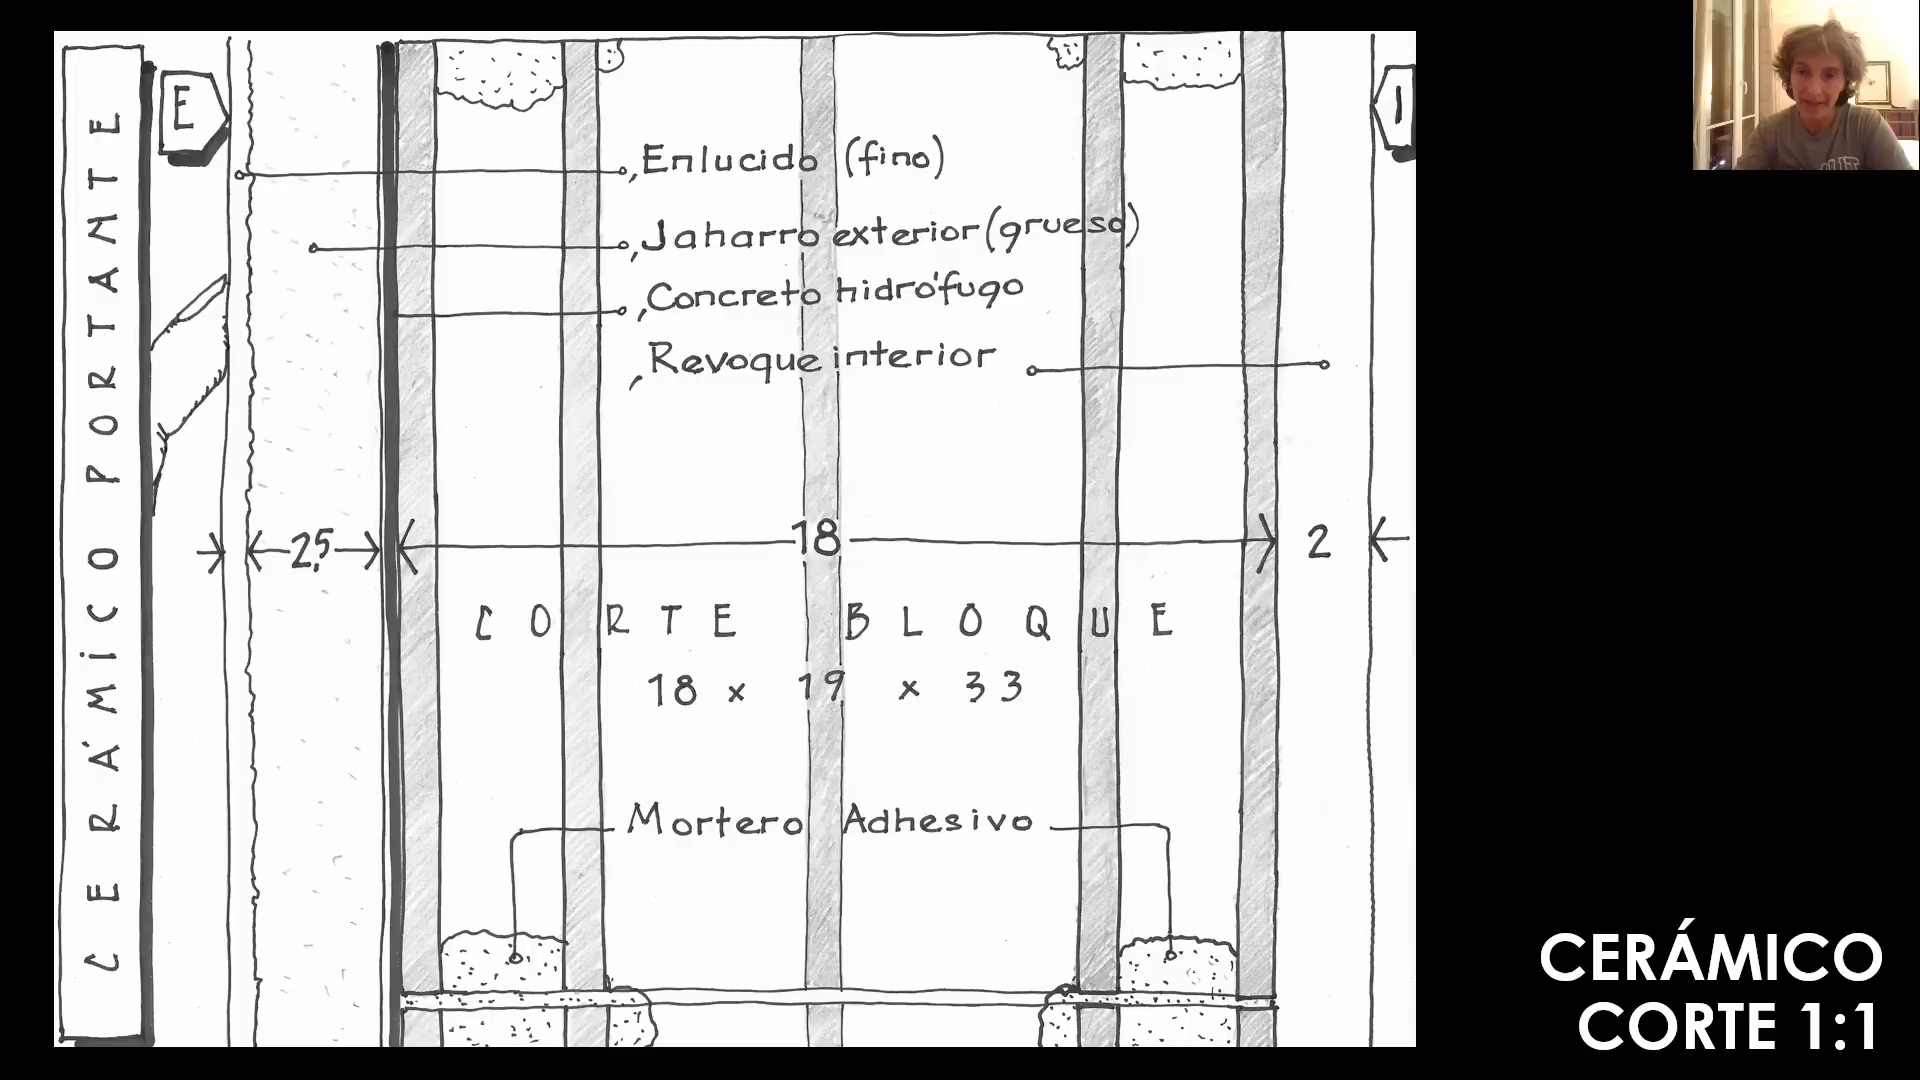 CERÁMiCO PORTAMTE
E
I
Enlucido (fino)
Jaharro exterior (grueso)
Concreto hidrófugo
Revoque interior
2,5
18
2
CORTE BLOQUE
18 x 19 x 33
Mortero Adhesivo
CERÁMICO
CORTE 1:1